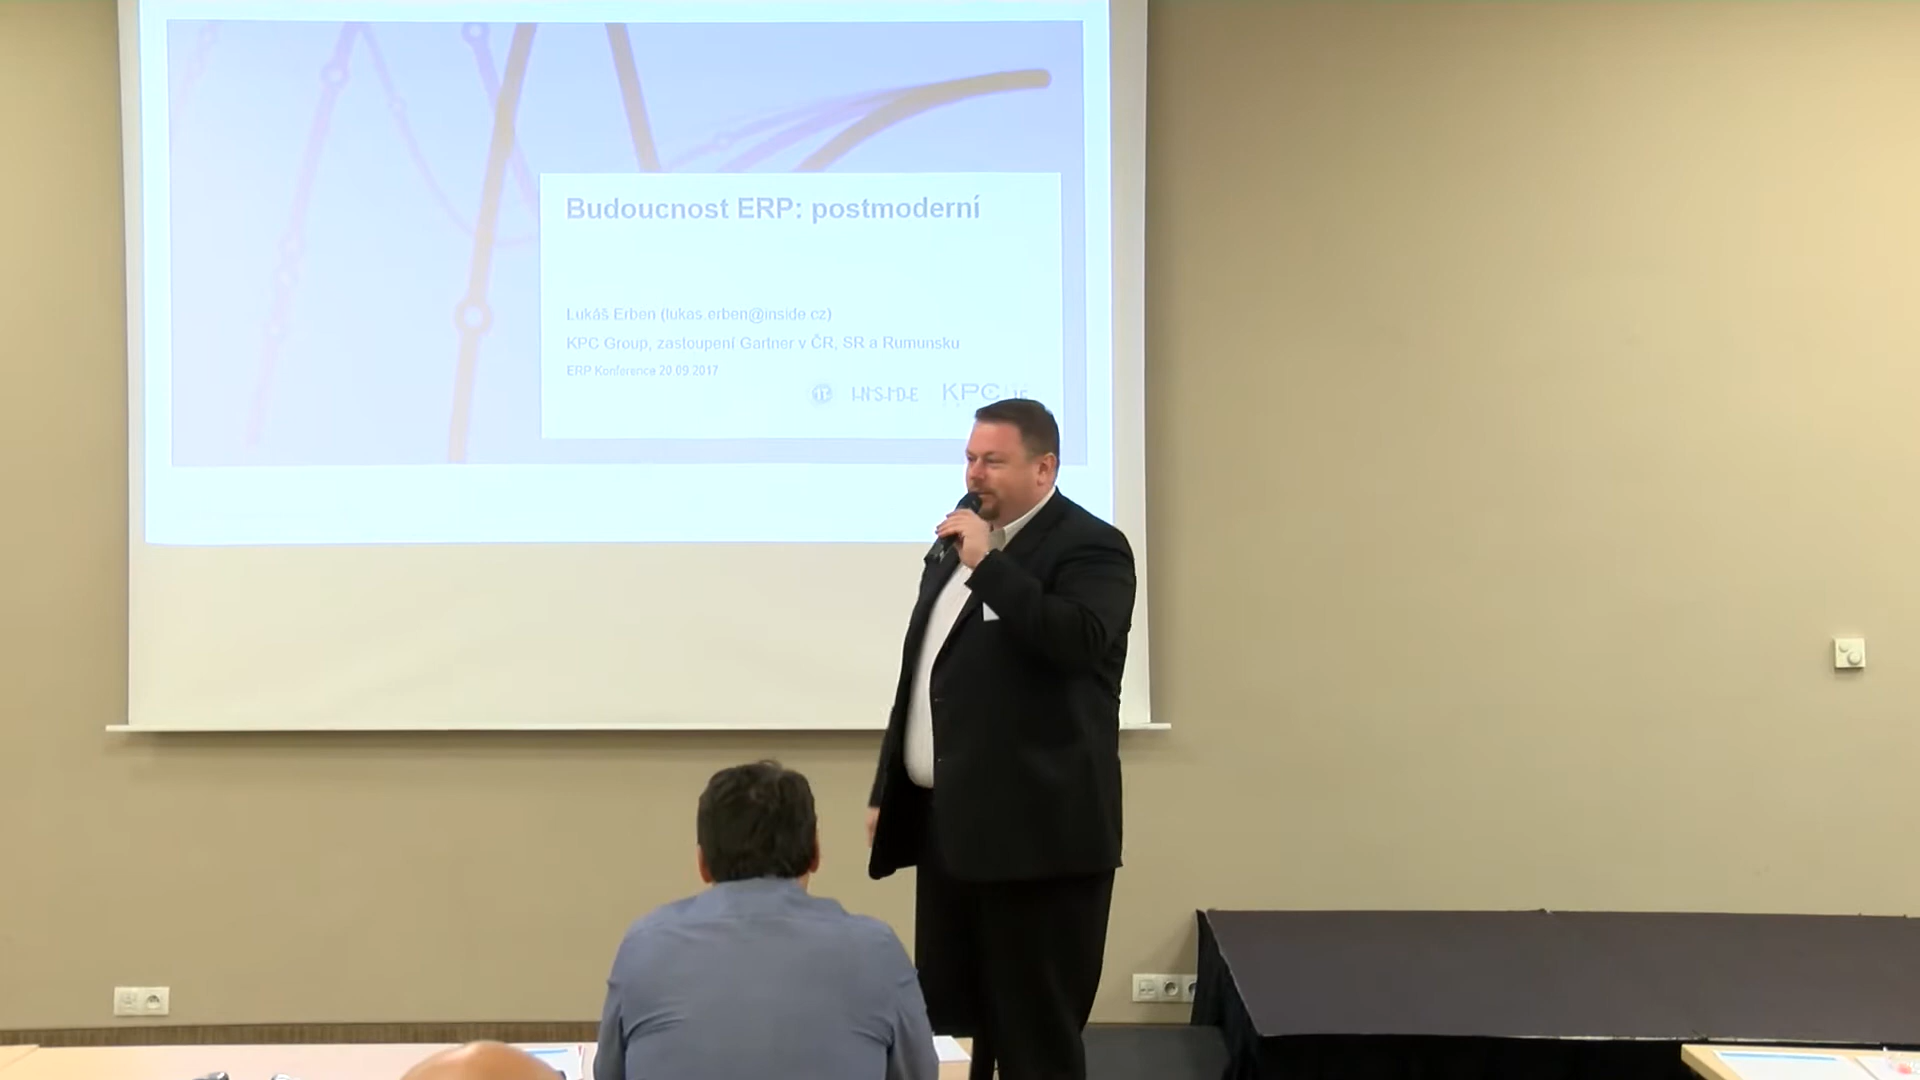 Budoucnost ERP: postmoderní
Lukáš Erben (lukas.erben@inside.cz)
KPC Group, zastoupení Gartner v ČR, SR a Rumunsku
ERP Konference 20.09.2017
I·N·S·I·D·E KPC